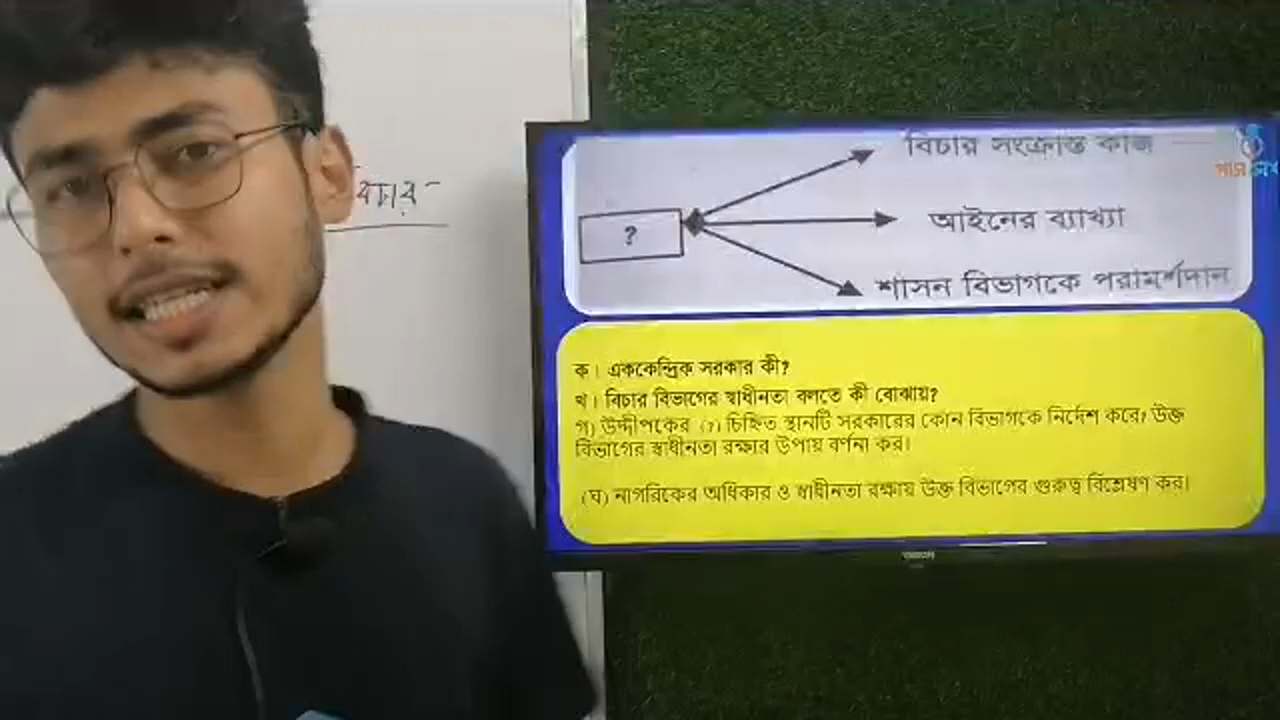 বিচার-
বিচার সংক্রান্ত কাজ
আইনের ব্যাখ্যা
?
শাসন বিভাগকে পরামর্শদান
ক। এককেন্দ্রিক সরকার কী?
খ। বিচার বিভাগের স্বাধীনতা বলতে কী বোঝায়?
গ) উদ্দীপকের (?) চিহ্নিত স্থানটি সরকারের কোন বিভাগকে নির্দেশ করে? উক্ত
বিভাগের স্বাধীনতা রক্ষার উপায় বর্ণনা কর।
(ঘ) নাগরিকের অধিকার ও স্বাধীনতা রক্ষায় উক্ত বিভাগের গুরুত্ব বিশ্লেষণ কর।